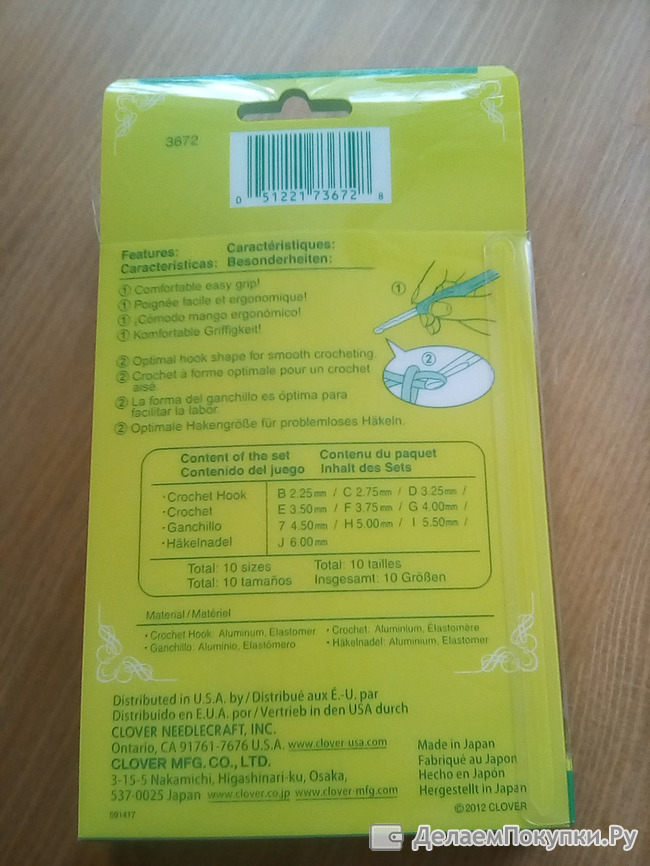 3672
0 51221 73672 8
Features: Caractéristiques:
Caracteristicas: Besonderheiten:
① Comfortable easy grip!
① Poignée facile et ergonomique!
① ¡Cómodo mango ergonómico!
① Komfortable Griffigkeit!
①
② Optimal hook shape for smooth crocheting.
② Crochet à forme optimale pour un crochet
aisé.
② La forma del ganchillo es óptima para
facilitar la labor
② Optimale Hakengröße für problemloses Häkeln.
②
Content of the set Contenu du paquet
Contenido del juego Inhalt des Sets
・Crochet Hook B 2.25mm / C 2.75mm / D 3.25mm /
・Crochet E 3.50mm / F 3.75mm / G 4.00mm /
・Ganchillo 7 4.50mm / H 5.00mm / I 5.50mm /
・Häkelnadel J 6.00mm
Total: 10 sizes Total: 10 tailles
Total: 10 tamaños Insgesamt: 10 Größen
Material / Matériel
・Crochet Hook: Aluminum, Elastomer ・Crochet: Aluminium, Élastomère
・Ganchillo: Aluminio, Elastómero ・Häkelnadel: Aluminium, Elastomer
Distributed in U.S.A. by / Distribué aux É.-U. par
Distribuido en E.U.A. por / Vertrieb in den USA durch
CLOVER NEEDLECRAFT, INC.
Ontario, CA 91761-7676 U.S.A. www.clover-usa.com
CLOVER MFG. CO., LTD.
3-15-5 Nakamichi, Higashinari-ku, Osaka,
537-0025 Japan www.clover.co.jp www.clover-mfg.com
Made in Japan
Fabriqué au Japon
Hecho en Japón
Hergestellt in Japan
091417
©2012 CLOVER
ДелаемПокупки.Ру